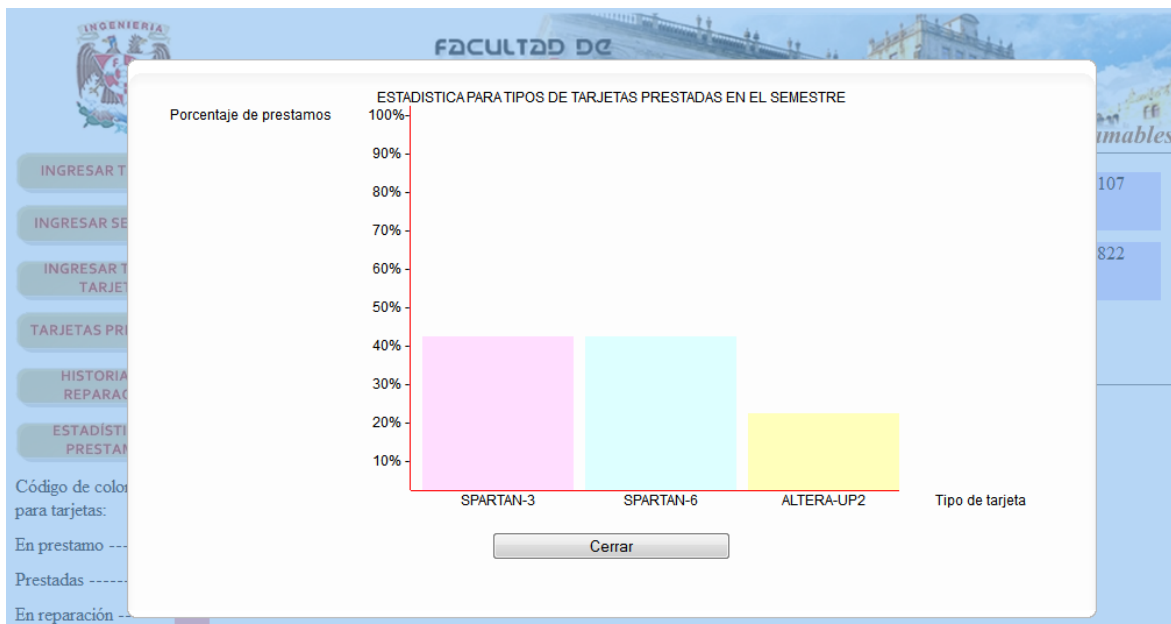 INGENIERIA
FACULTAD DE
ESTADISTICA PARA TIPOS DE TARJETAS PRESTADAS EN EL SEMESTRE
Porcentaje de prestamos
100%
90%
80%
70%
60%
50%
40%
30%
20%
10%
SPARTAN-3 SPARTAN-6 ALTERA-UP2 Tipo de tarjeta
Cerrar
INGRESAR T
INGRESAR SE
INGRESAR T
TARJET
TARJETAS PRE
HISTORIA
REPARAC
ESTADÍSTI
PRESTAM
Código de color
para tarjetas:
En prestamo ---
Prestadas ------
En reparación --
107
822